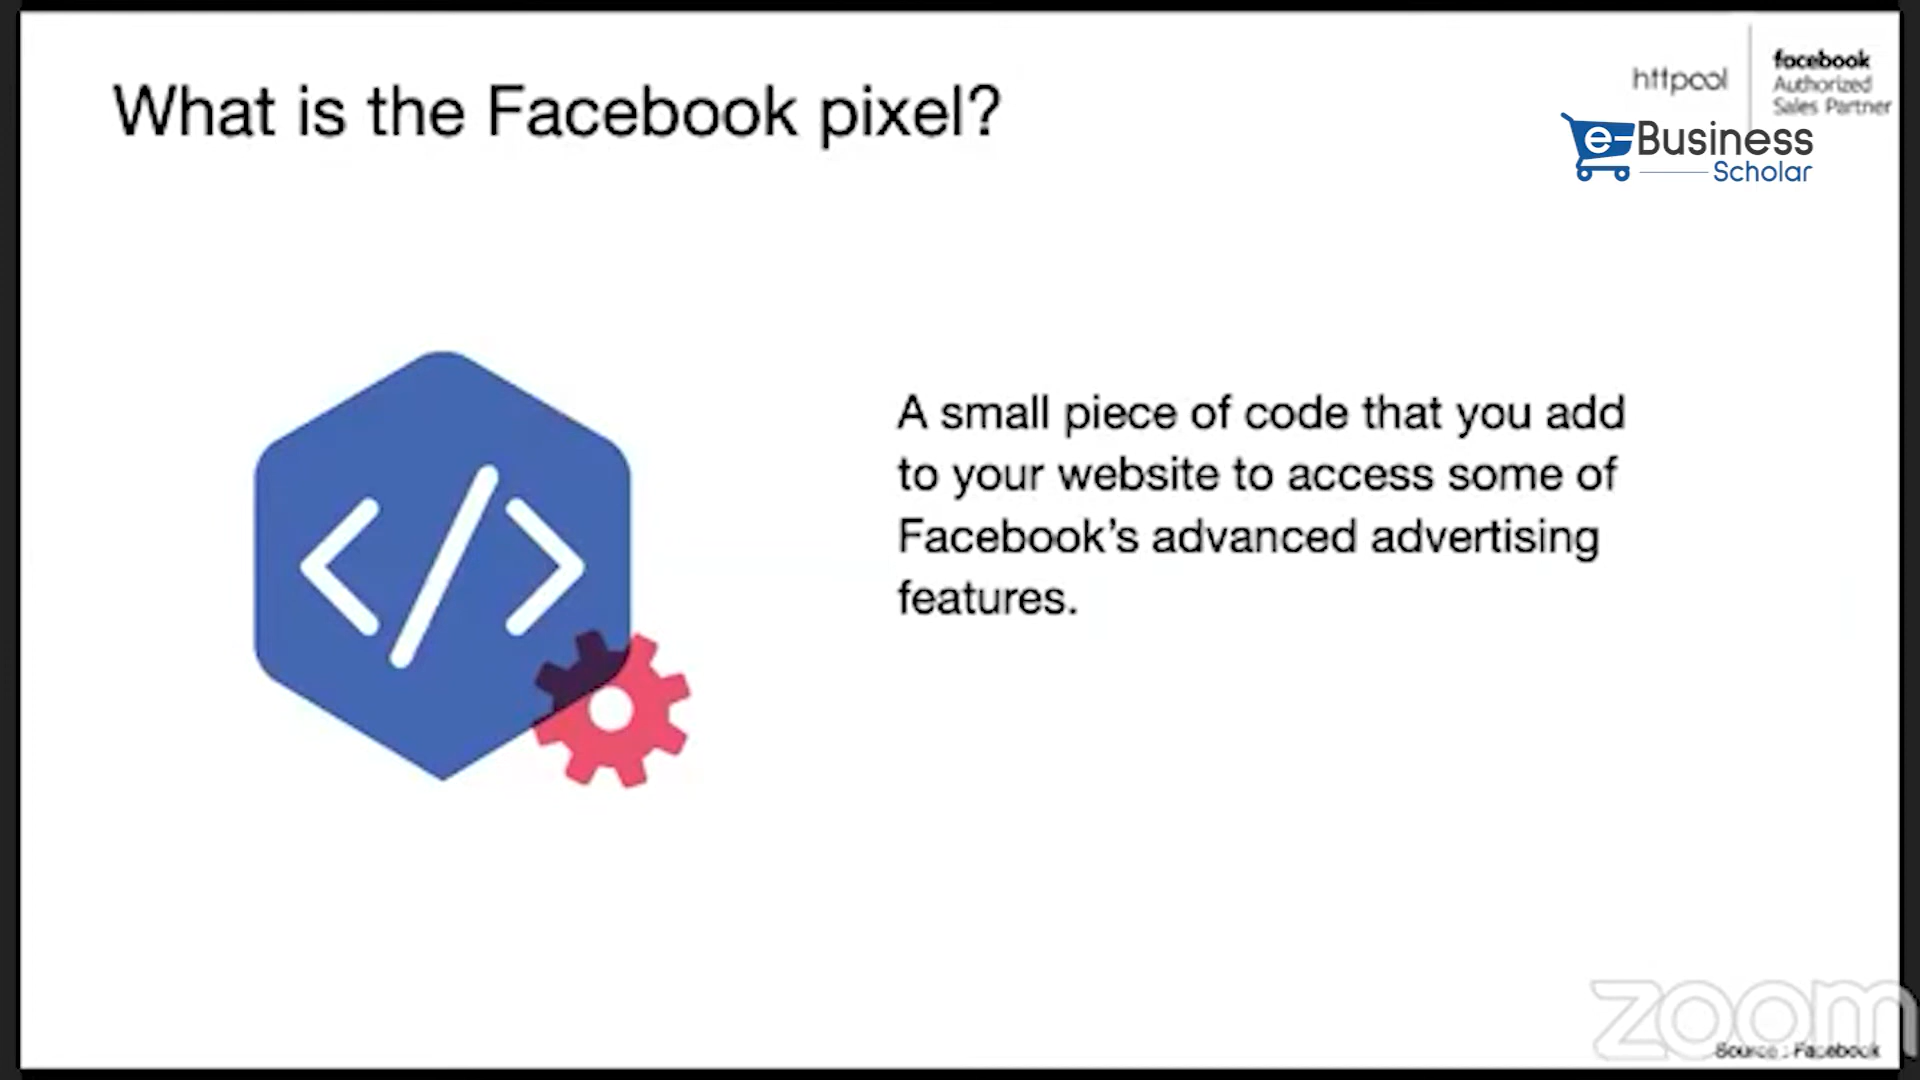 What is the Facebook pixel?
httpool
facebook
Authorized
Sales Partner
e-Business
Scholar
</>
A small piece of code that you add
to your website to access some of
Facebook's advanced advertising
features.
zoom
Source : Facebook